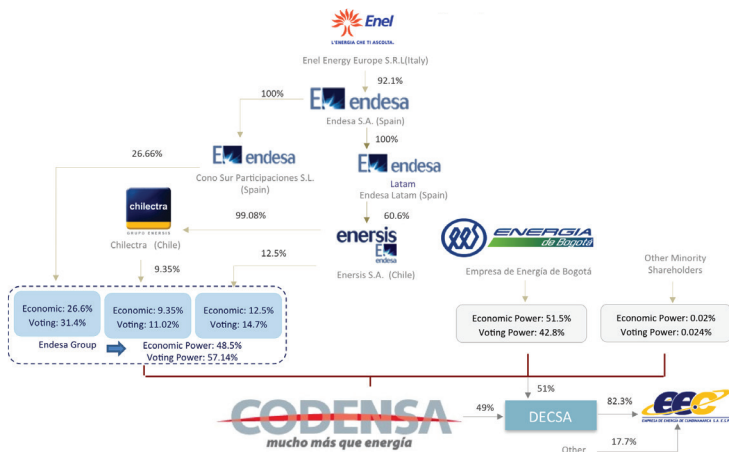 Enel
L'ENERGIA CHE TI ASCOLTA.
Enel Energy Europe S.R.L(Italy)
92.1%
100%
endesa
Endesa S.A. (Spain)
100%
26.66%
endesa
Cono Sur Participaciones S.L.
(Spain)
endesa
Latam
Endesa Latam (Spain)
chilectra
GRUPO ENERSIS
Chilectra (Chile)
99.08%
60.6%
enersis
endesa
Enersis S.A. (Chile)
ENERGIA
de Bogotá
Empresa de Energía de Bogotá
Other Minority
Shareholders
9.35%
12.5%
Economic: 26.6%
Voting: 31.4%
Economic: 9.35%
Voting: 11.02%
Economic: 12.5%
Voting: 14.7%
Endesa Group
Economic Power: 48.5%
Voting Power: 57.14%
Economic Power: 51.5%
Voting Power: 42.8%
Economic Power: 0.02%
Voting Power: 0.024%
CODENSA
mucho más que energía
49%
51%
DECSA
82.3%
eec
EMPRESA DE ENERGÍA DE CUNDINAMARCA S.A. E.S.P.
Other
17.7%